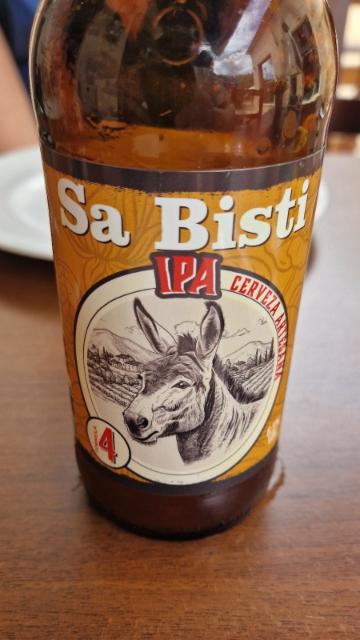 Sa Bisti
IPA
CERVEZA ARTESANA
4